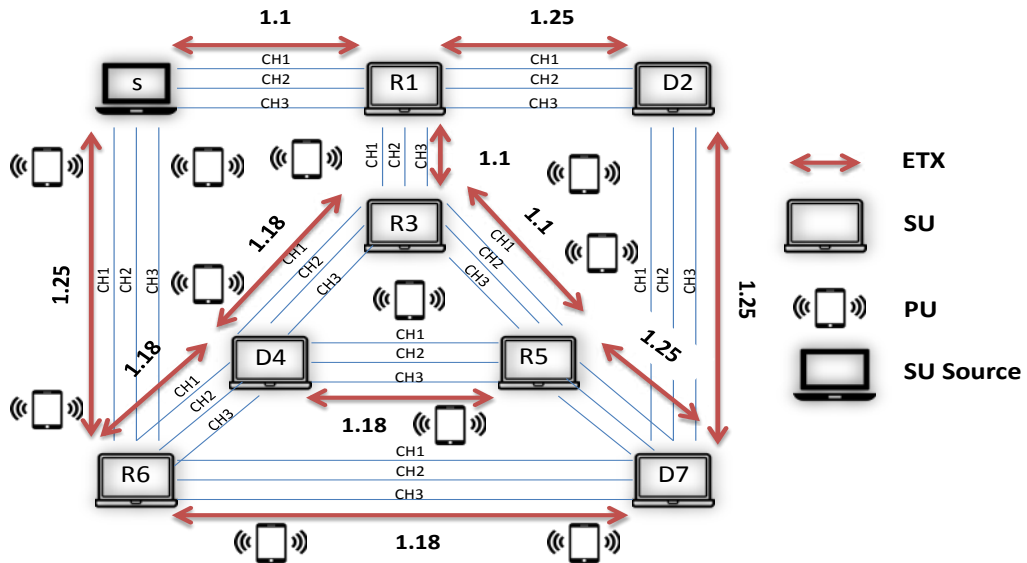 1.1
1.25
CH1
CH2
CH3
CH1
CH2
CH3
S
R1
D2
CH1
CH2
CH3
1.1
ETX
SU
PU
SU Source
R3
1.18
CH1
CH2
CH3
1.1
CH1
CH2
CH3
1.25
CH1
CH2
CH3
CH1
CH2
CH3
1.25
D4
CH1
CH2
CH3
R5
1.18
1.18
CH1
CH2
CH3
1.25
R6
CH1
CH2
CH3
D7
1.18